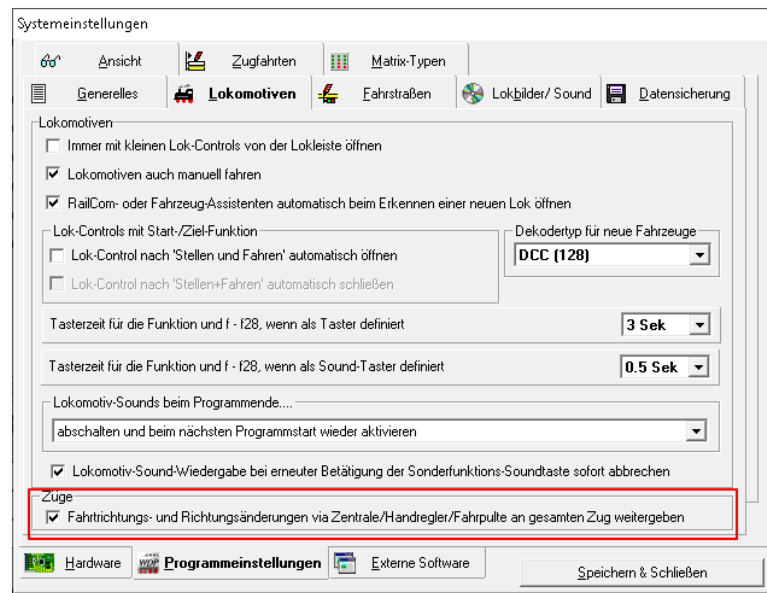 Systemeinstellungen
Ansicht Zugfahrten Matrix-Typen
Generelles Lokomotiven Fahrstraßen Lokbilder/ Sound Datensicherung
Lokomotiven
Immer mit kleinen Lok-Controls von der Lokleiste öffnen
Lokomotiven auch manuell fahren
RailCom- oder Fahrzeug-Assistenten automatisch beim Erkennen einer neuen Lok öffnen
Lok-Controls mit Start-/Ziel-Funktion
Lok-Control nach 'Stellen und Fahren' automatisch öffnen
Lok-Control nach 'Stellen+Fahren' automatisch schließen
Dekodertyp für neue Fahrzeuge
DCC (128)
Tasterzeit für die Funktion und f - f28, wenn als Taster definiert 3 Sek
Tasterzeit für die Funktion und f - f28, wenn als Sound-Taster definiert 0.5 Sek
Lokomotiv-Sounds beim Programmende....
abschalten und beim nächsten Programmstart wieder aktivieren
Lokomotiv-Sound-Wiedergabe bei erneuter Betätigung der Sonderfunktions-Soundtaste sofort abbrechen
Züge
Fahrtrichtungs- und Richtungsänderungen via Zentrale/Handregler/Fahrpulte an gesamten Zug weitergeben
Hardware WDP Programmeinstellungen Externe Software
Speichern & Schließen